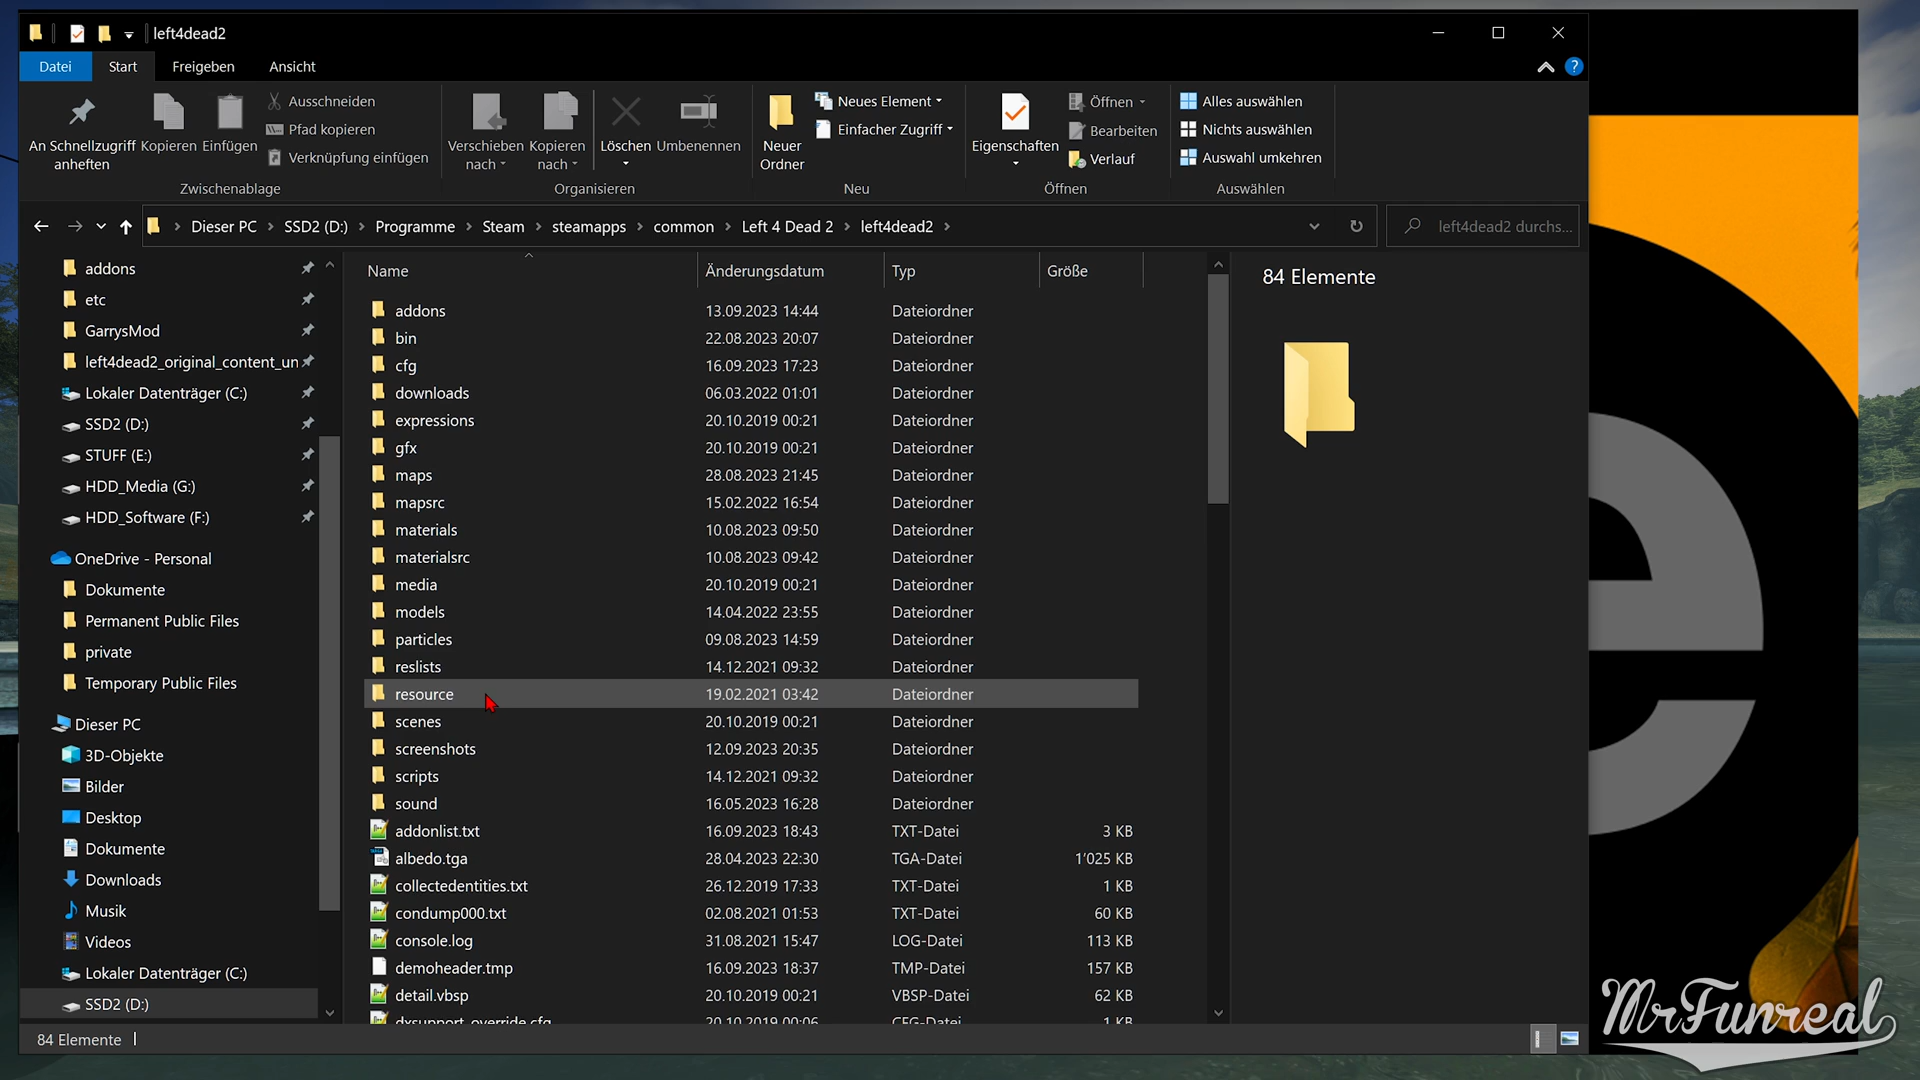 left4dead2
Datei Start Freigeben Ansicht
An Schnellzugriff anheften
Kopieren
Einfügen
Ausschneiden
Pfad kopieren
Verknüpfung einfügen
Zwischenablage
Verschieben nach
Kopieren nach
Löschen
Umbenennen
Organisieren
Neuer Ordner
Neues Element
Einfacher Zugriff
Neu
Eigenschaften
Öffnen
Bearbeiten
Verlauf
Öffnen
Alles auswählen
Nichts auswählen
Auswahl umkehren
Auswählen
Dieser PC > SSD2 (D:) > Programme > Steam > steamapps > common > Left 4 Dead 2 > left4dead2 >
left4dead2 durchs...
addons
etc
GarrysMod
left4dead2_original_content_un
Lokaler Datenträger (C:)
SSD2 (D:)
STUFF (E:)
HDD_Media (G:)
HDD_Software (F:)
OneDrive - Personal
Dokumente
Permanent Public Files
private
Temporary Public Files
Dieser PC
3D-Objekte
Bilder
Desktop
Dokumente
Downloads
Musik
Videos
Lokaler Datenträger (C:)
SSD2 (D:)
Name Änderungsdatum Typ Größe
addons 13.09.2023 14:44 Dateiordner
bin 22.08.2023 20:07 Dateiordner
cfg 16.09.2023 17:23 Dateiordner
downloads 06.03.2022 01:01 Dateiordner
expressions 20.10.2019 00:21 Dateiordner
gfx 20.10.2019 00:21 Dateiordner
maps 28.08.2023 21:45 Dateiordner
mapsrc 15.02.2022 16:54 Dateiordner
materials 10.08.2023 09:50 Dateiordner
materialsrc 10.08.2023 09:42 Dateiordner
media 20.10.2019 00:21 Dateiordner
models 14.04.2022 23:55 Dateiordner
particles 09.08.2023 14:59 Dateiordner
reslists 14.12.2021 09:32 Dateiordner
resource 19.02.2021 03:42 Dateiordner
scenes 20.10.2019 00:21 Dateiordner
screenshots 12.09.2023 20:35 Dateiordner
scripts 14.12.2021 09:32 Dateiordner
sound 16.05.2023 16:28 Dateiordner
addonlist.txt 16.09.2023 18:43 TXT-Datei 3 KB
albedo.tga 28.04.2023 22:30 TGA-Datei 1'025 KB
collectedentities.txt 26.12.2019 17:33 TXT-Datei 1 KB
condump000.txt 02.08.2021 01:53 TXT-Datei 60 KB
console.log 31.08.2021 15:47 LOG-Datei 113 KB
demoheader.tmp 16.09.2023 18:37 TMP-Datei 157 KB
detail.vbsp 20.10.2019 00:21 VBSP-Datei 62 KB
dxsupport_override.cfg 20.10.2019 00:06 CFG-Datei 1 KB
84 Elemente
84 Elemente
e
MrFunreal